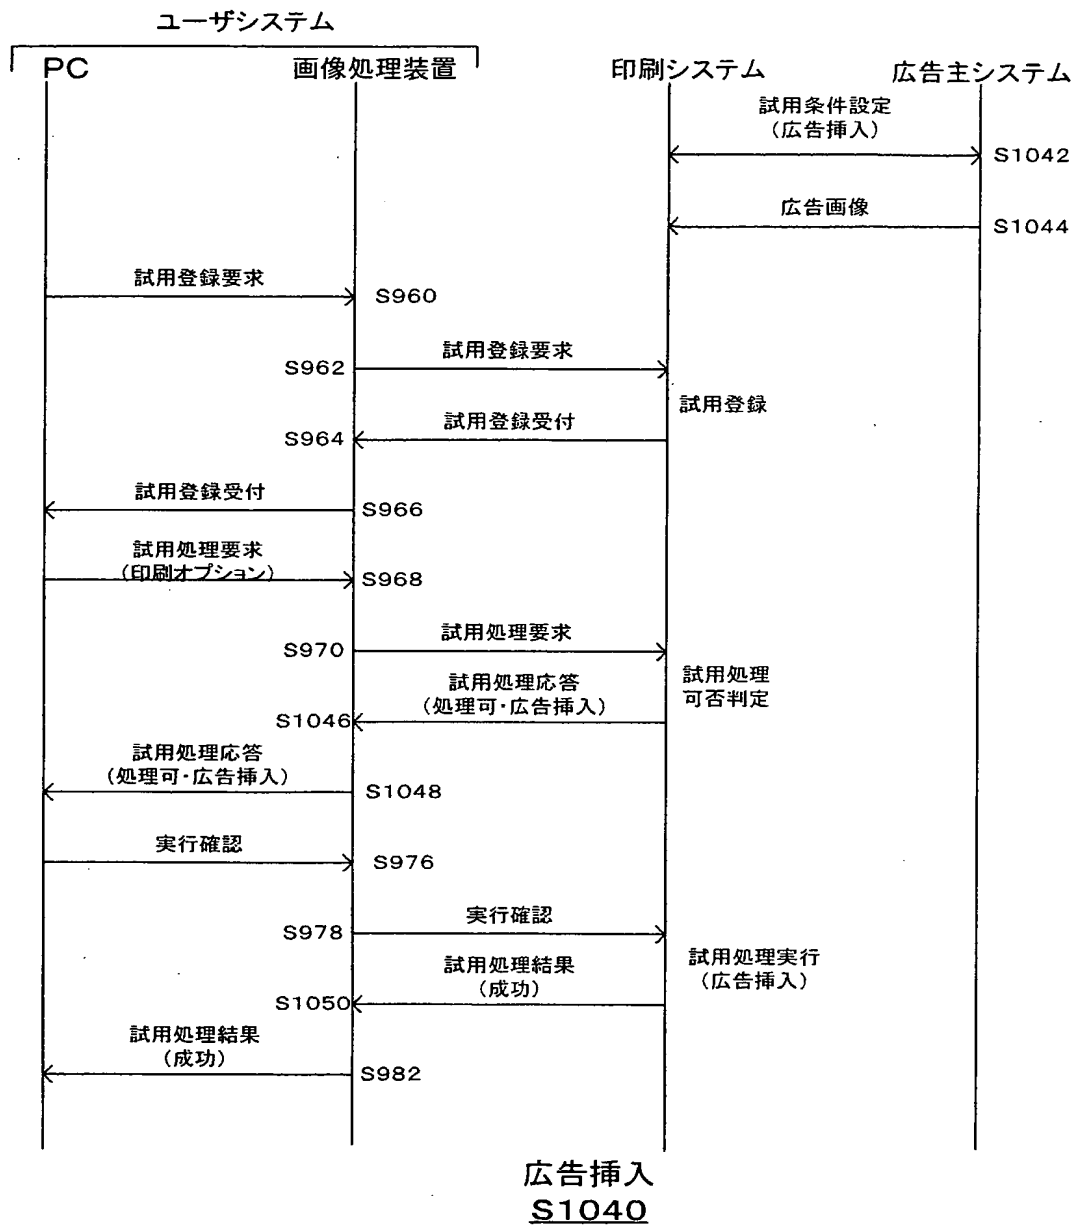 ユーザシステム
PC
画像処理装置
印刷システム
広告主システム
試用条件設定
(広告挿入)
S1042
広告画像
S1044
試用登録要求
S960
試用登録要求
S962
試用登録
試用登録受付
S964
試用登録受付
S966
試用処理要求
(印刷オプション)
S968
試用処理要求
S970
試用処理
可否判定
試用処理応答
(処理可・広告挿入)
S1046
試用処理応答
(処理可・広告挿入)
S1048
実行確認
S976
実行確認
S978
試用処理実行
(広告挿入)
試用処理結果
(成功)
S1050
試用処理結果
(成功)
S982
広告挿入
S1040